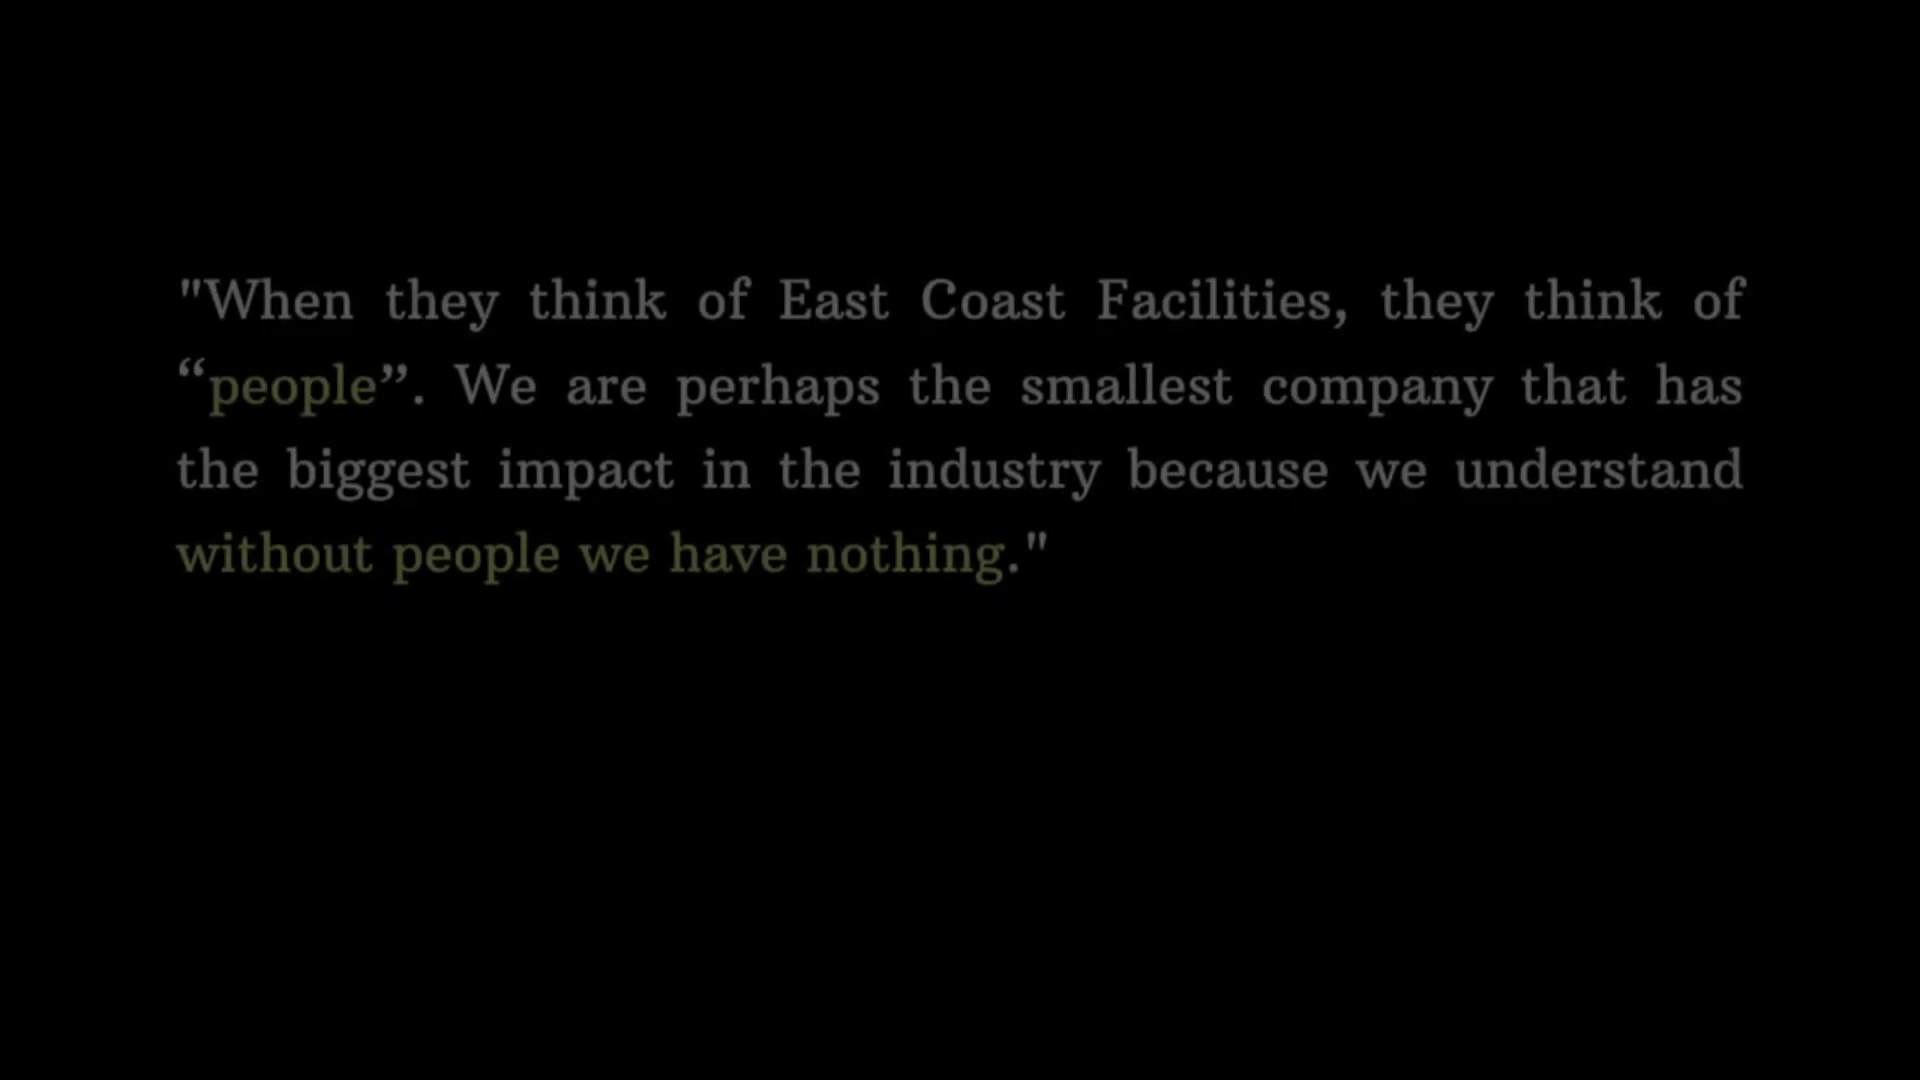 "When they think of East Coast Facilities, they think of
“people”. We are perhaps the smallest company that has
the biggest impact in the industry because we understand
without people we have nothing."